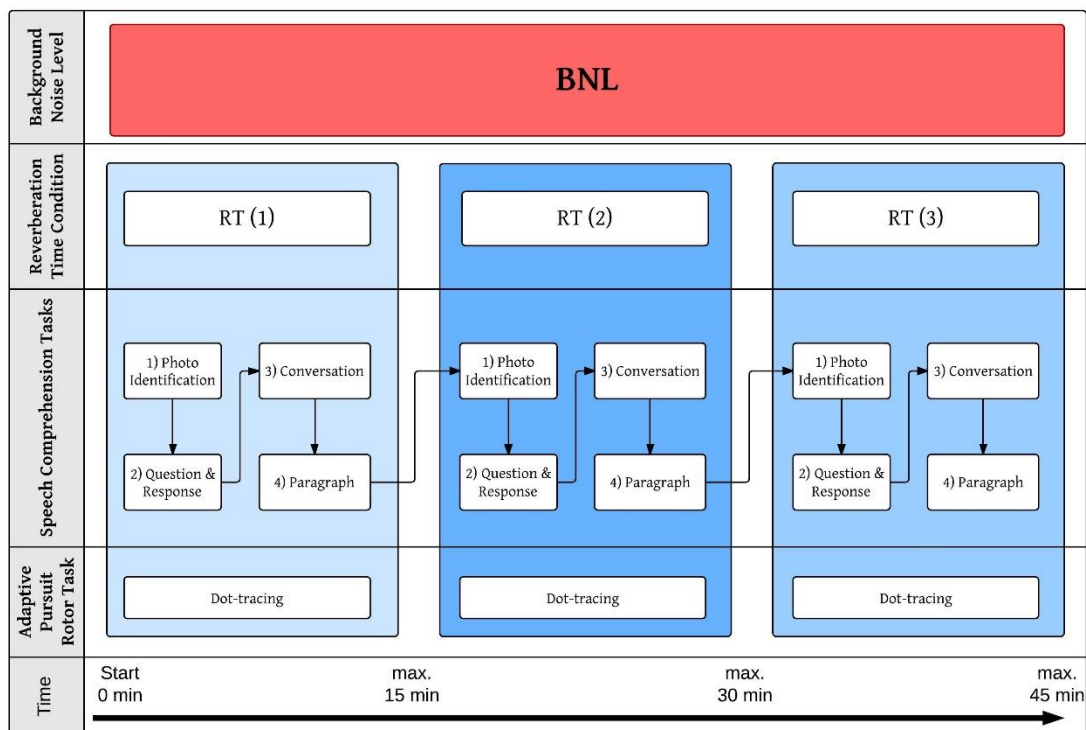 Background
Noise Level
BNL
Reverberation
Time Condition
RT (1)
RT (2)
RT (3)
Speech Comprehension Tasks
1) Photo
Identification
2) Question &
Response
3) Conversation
4) Paragraph
1) Photo
Identification
2) Question &
Response
3) Conversation
4) Paragraph
1) Photo
Identification
2) Question &
Response
3) Conversation
4) Paragraph
Adaptive
Pursuit
Rotor Task
Dot-tracing
Dot-tracing
Dot-tracing
Time
Start
0 min
max.
15 min
max.
30 min
max.
45 min